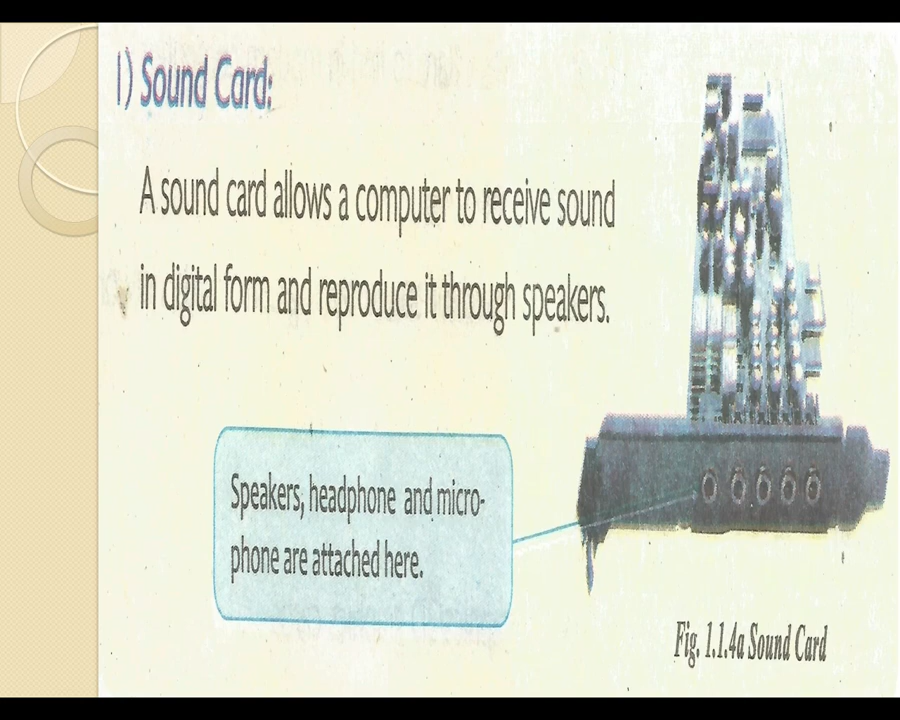 1) Sound Card:
A sound card allows a computer to receive sound
in digital form and reproduce it through speakers.
Speakers, headphone and micro-
phone are attached here.
Fig. 1.1.4a Sound Card